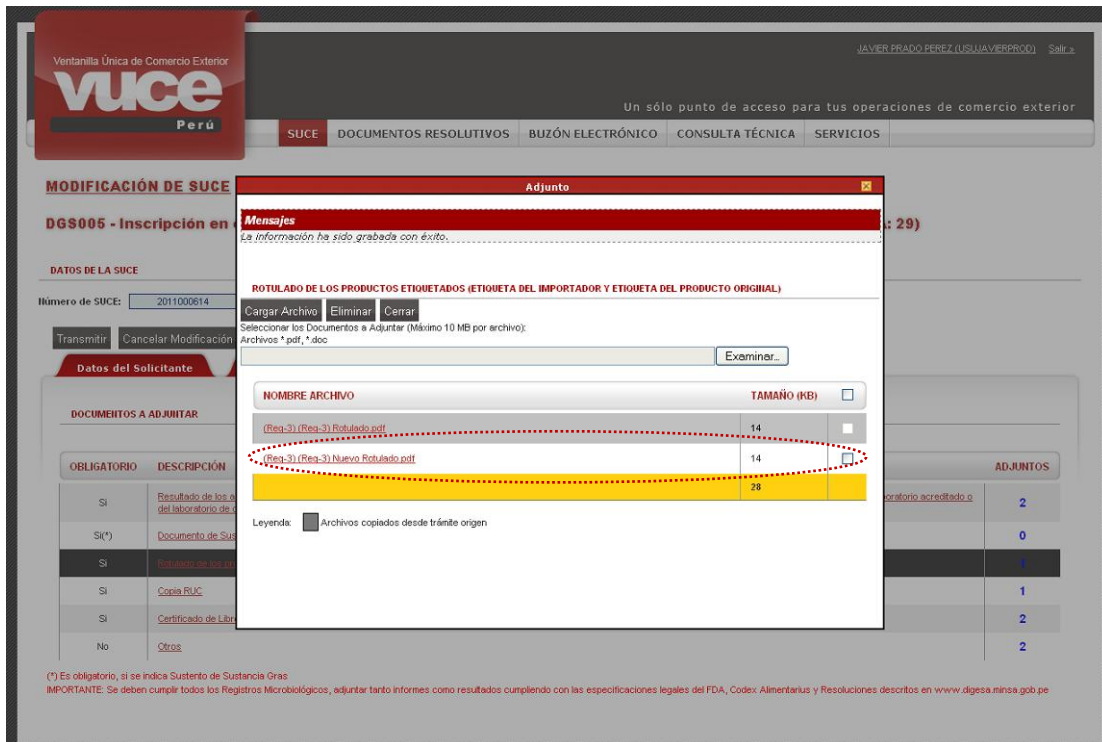 Ventanilla Única de Comercio Exterior
vuce
Perú
JAVIER PRADO PEREZ (USUJAVIERPROD) Salir »
Un sólo punto de acceso para tus operaciones de comercio exterior
SUCE DOCUMENTOS RESOLUTIVOS BUZÓN ELECTRÓNICO CONSULTA TÉCNICA SERVICIOS
MODIFICACIÓN DE SUCE
DGS005 - Inscripción en
: 29)
DATOS DE LA SUCE
Número de SUCE: 2011000614
Transmitir Cancelar Modificación
Datos del Solicitante
DOCUMENTOS A ADJUNTAR
OBLIGATORIO DESCRIPCIÓN ADJUNTOS
Si Resultado de los
oratorio acreditado o
del laboratorio de 2
Si(*) Documento de Sus 0
Si Rotulado de los 1
Si Copia RUC 1
Si Certificado de Libre 2
No Otros 2
(*) Es obligatorio, si se indica Sustento de Sustancia Gras
IMPORTANTE: Se deben cumplir todos los Registros Microbiológicos, adjuntar tanto informes como resultados cumpliendo con las especificaciones legales del FDA, Codex Alimentarius y Resoluciones descritos en www.digesa.minsa.gob.pe
Adjunto
Mensajes
La información ha sido grabada con éxito.
ROTULADO DE LOS PRODUCTOS ETIQUETADOS (ETIQUETA DEL IMPORTADOR Y ETIQUETA DEL PRODUCTO ORIGINAL)
Cargar Archivo Eliminar Cerrar
Seleccionar los Documentos a Adjuntar (Máximo 10 MB por archivo):
Archivos *.pdf, *.doc
Examinar...
NOMBRE ARCHIVO TAMAÑO (KB)
(Req-3) (Req-3) Rotulado.pdf 14
(Req-3) (Req-3) Nuevo Rotulado.pdf 14
28
Leyenda: Archivos copiados desde trámite origen